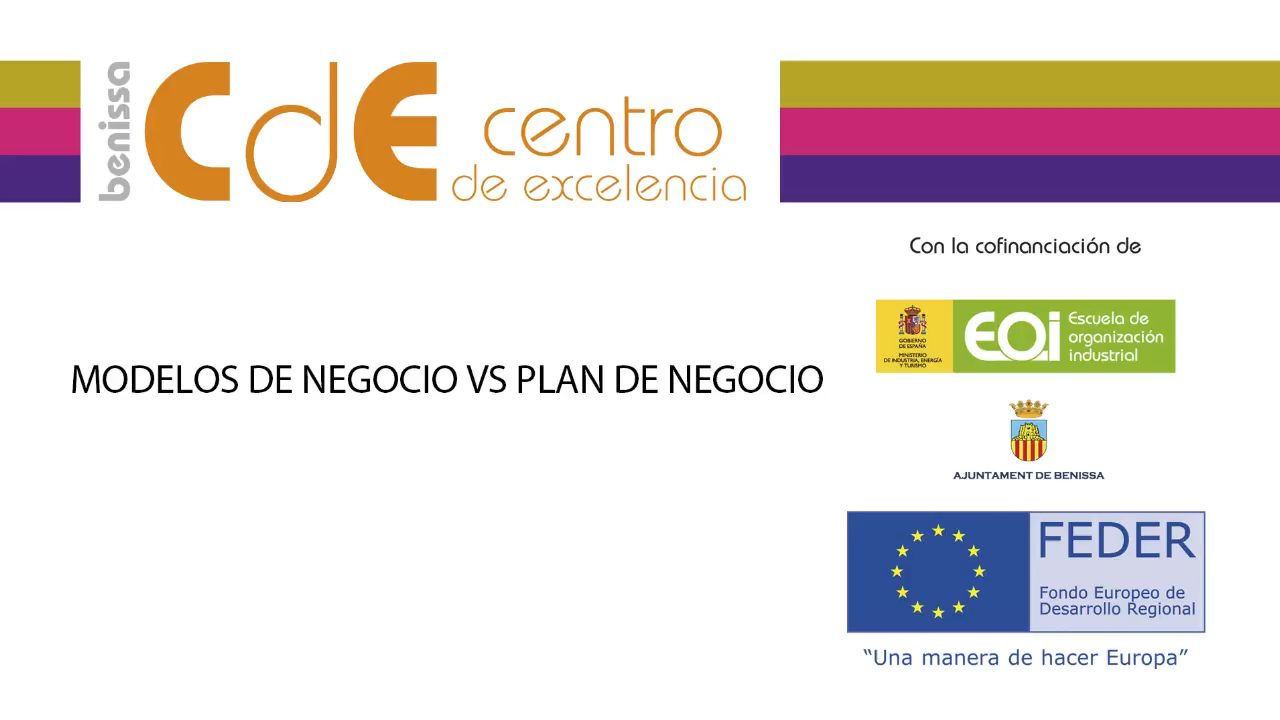 benissa
CdE centro
de excelencia
Con la cofinanciación de
GOBIERNO
DE ESPAÑA
MINISTERIO
DE INDUSTRIA, ENERGÍA
Y TURISMO
EOi
Escuela de
organización
industrial
MODELOS DE NEGOCIO VS PLAN DE NEGOCIO
AJUNTAMENT DE BENISSA
FEDER
Fondo Europeo de
Desarrollo Regional
“Una manera de hacer Europa”